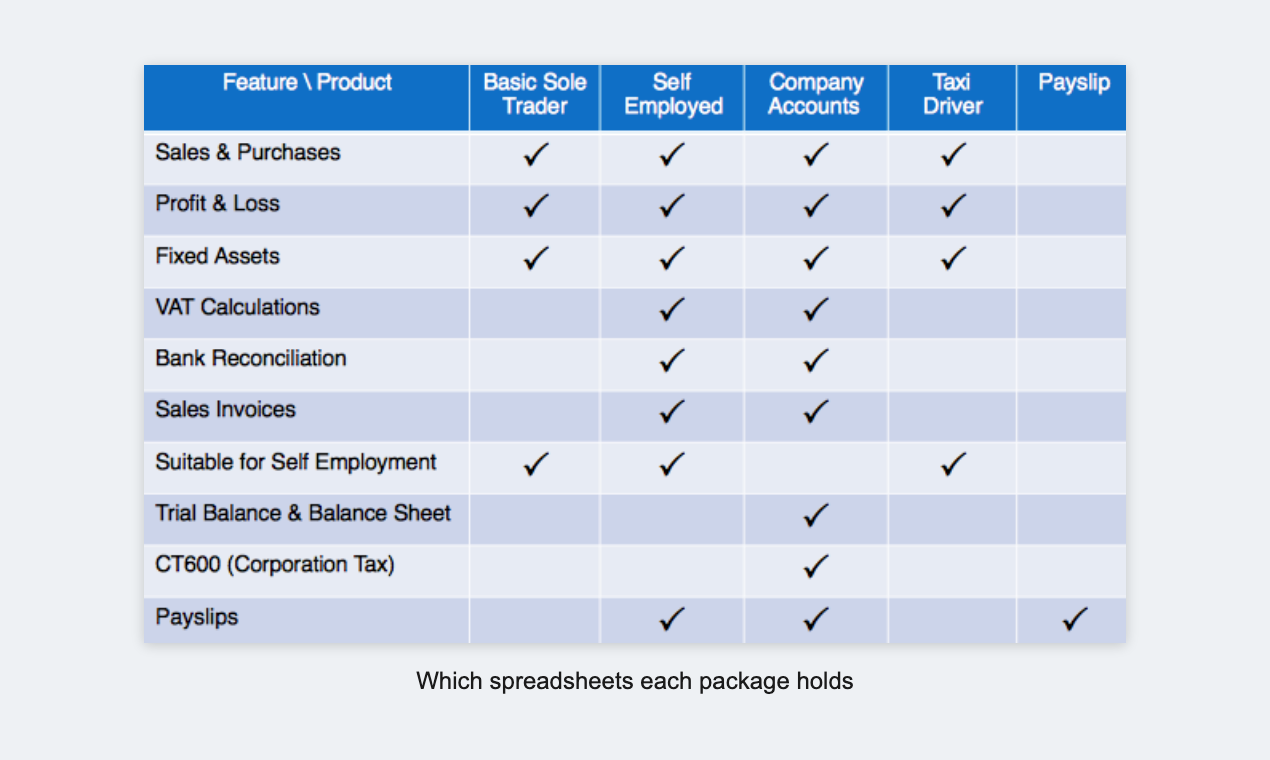 Feature \ Product Basic Sole Trader Self Employed Company Accounts Taxi Driver Payslip
Sales & Purchases ✓ ✓ ✓ ✓
Profit & Loss ✓ ✓ ✓ ✓
Fixed Assets ✓ ✓ ✓ ✓
VAT Calculations ✓ ✓
Bank Reconciliation ✓ ✓
Sales Invoices ✓ ✓
Suitable for Self Employment ✓ ✓ ✓
Trial Balance & Balance Sheet ✓
CT600 (Corporation Tax) ✓
Payslips ✓ ✓ ✓
Which spreadsheets each package holds